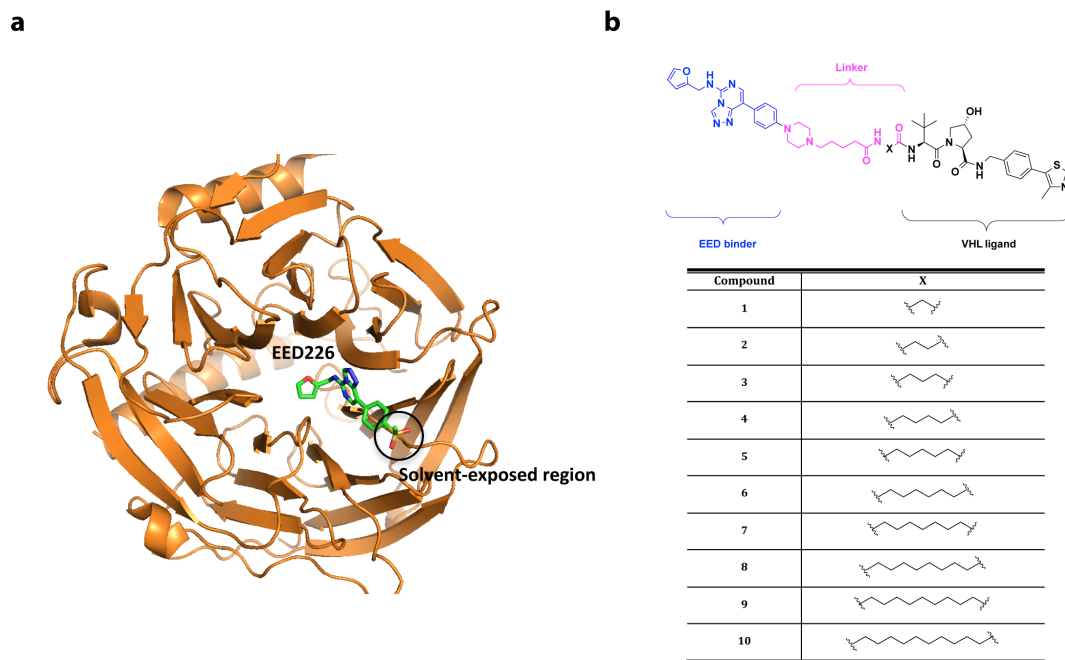 a
b
EED226
Solvent-exposed region
Linker
O
H
N
N
N
N
N
N
N
N
O
H
N
X
O
N
H
N
O
OH
O
N
H
S
N
EED binder
VHL ligand
Compound X
1
2
3
4
5
6
7
8
9
10